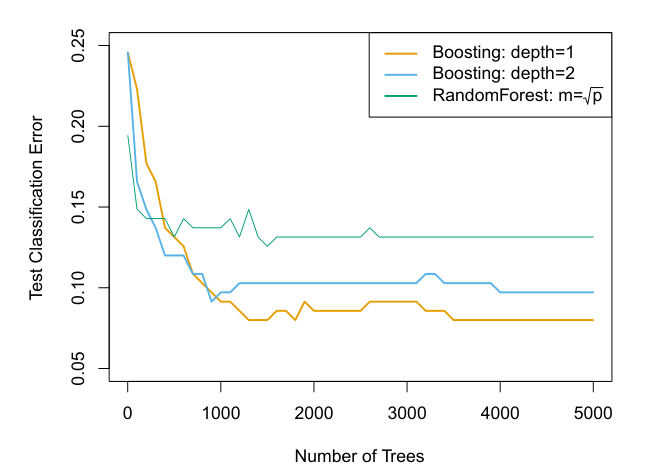 Boosting: depth=1
Boosting: depth=2
RandomForest: m=√p
0.25
0.20
0.15
0.10
0.05
Test Classification Error
0 1000 2000 3000 4000 5000
Number of Trees